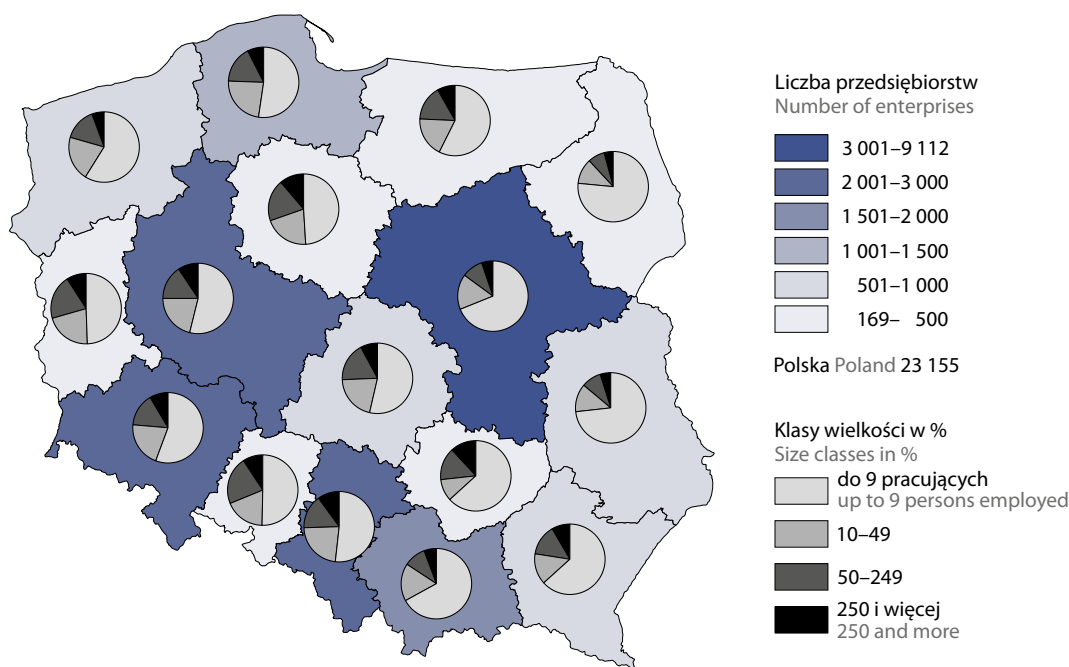 Liczba przedsiębiorstw
Number of enterprises
3 001–9 112
2 001–3 000
1 501–2 000
1 001–1 500
501–1 000
169– 500
Polska Poland 23 155
Klasy wielkości w %
Size classes in %
do 9 pracujących
up to 9 persons employed
10–49
50–249
250 i więcej
250 and more